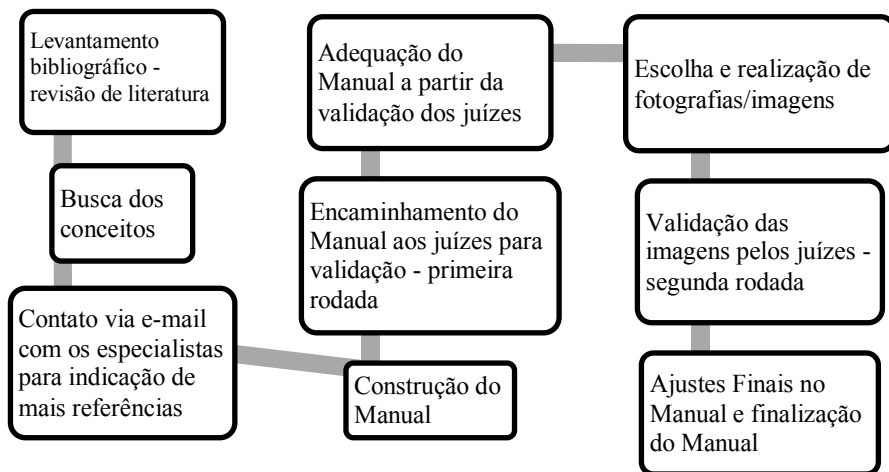 Levantamento
bibliográfico -
revisão de literatura
Busca dos
conceitos
Contato via e-mail
com os especialistas
para indicação de
mais referências
Construção do
Manual
Encaminhamento do
Manual aos juízes para
validação - primeira
rodada
Adequação do
Manual a partir da
validação dos juízes
Escolha e realização de
fotografias/imagens
Validação das
imagens pelos juízes -
segunda rodada
Ajustes Finais no
Manual e finalização
do Manual